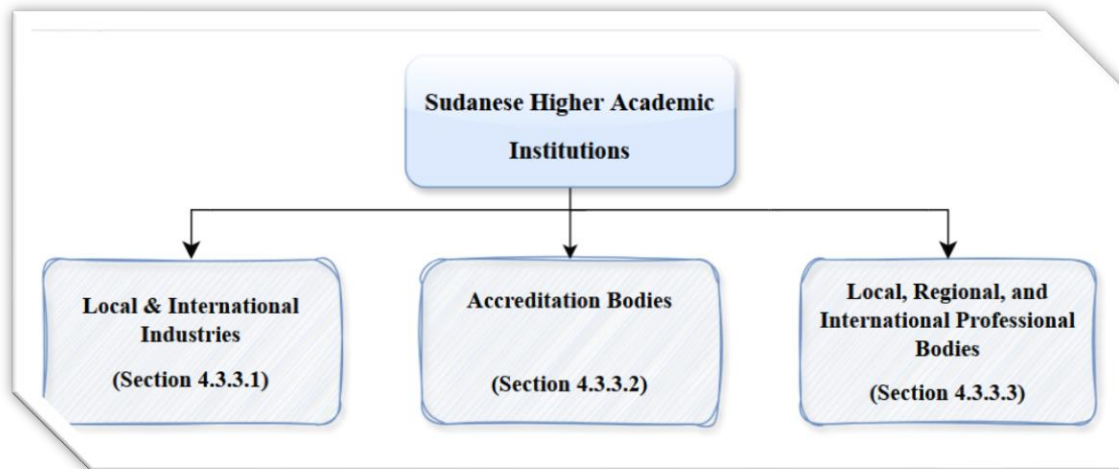 Sudanese Higher Academic
Institutions
Local & International
Industries
(Section 4.3.3.1)
Accreditation Bodies
(Section 4.3.3.2)
Local, Regional, and
International Professional
Bodies
(Section 4.3.3.3)